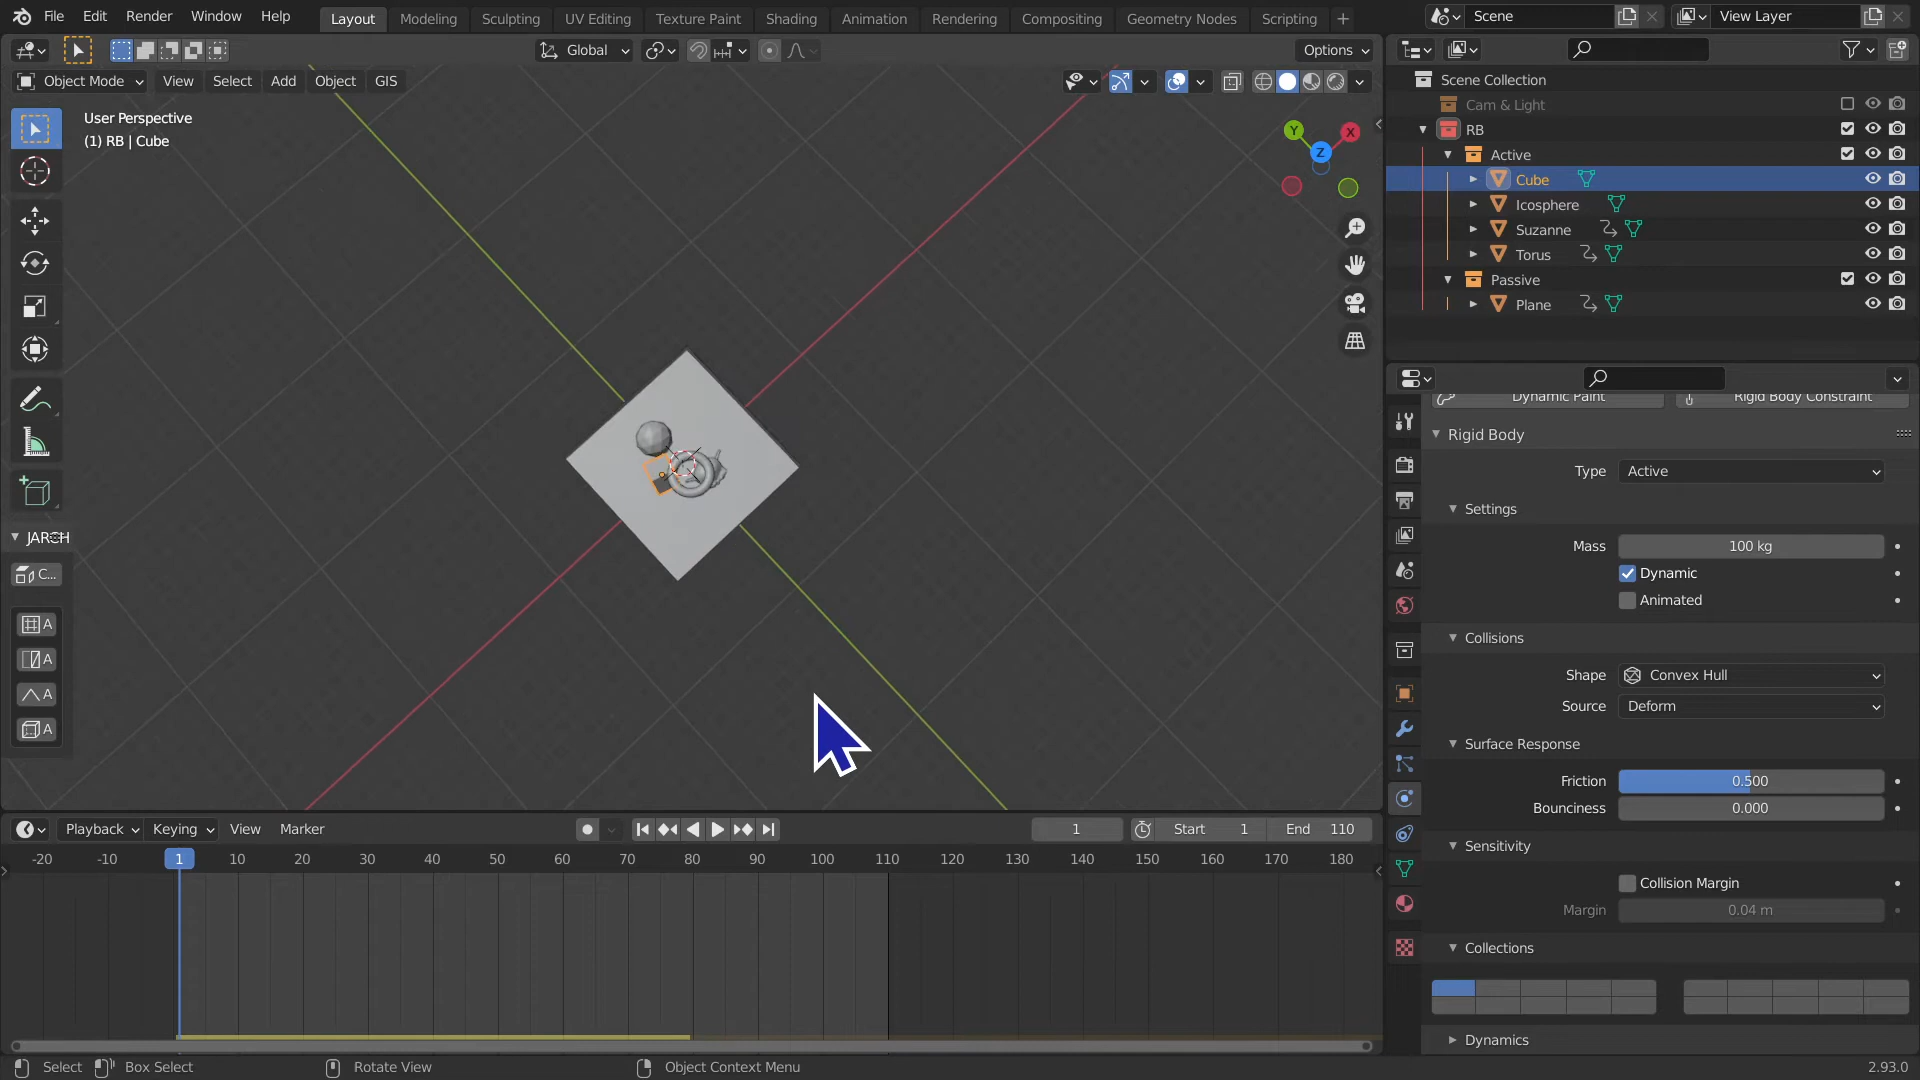 File Edit Render Window Help Layout Modeling Sculpting UV Editing Texture Paint Shading Animation Rendering Compositing Geometry Nodes Scripting + Scene View Layer
Global Options
Object Mode View Select Add Object GIS
User Perspective
(1) RB | Cube
Y X Z
Scene Collection
Cam & Light
RB
Active
Cube
Icosphere
Suzanne
Torus
Passive
Plane
Dynamic Paint Rigid Body Constraint
Rigid Body
Type Active
Settings
Mass 100 kg
Dynamic
Animated
Collisions
Shape Convex Hull
Source Deform
Surface Response
Friction 0.500
Bounciness 0.000
Sensitivity
Collision Margin
Margin 0.04 m
Collections
Dynamics
C...
A
A
A
A
Playback Keying View Marker 1 Start 1 End 110
-20 -10 1 10 20 30 40 50 60 70 80 90 100 110 120 130 140 150 160 170 180
Select Box Select Rotate View Object Context Menu 2.93.0